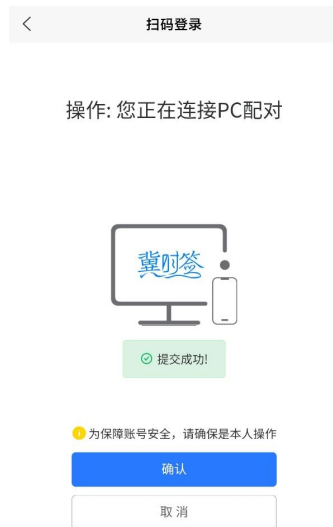 扫码登录
操作: 您正在连接PC配对
冀时签
提交成功!
为保障账号安全，请确保是本人操作
确认
取 消